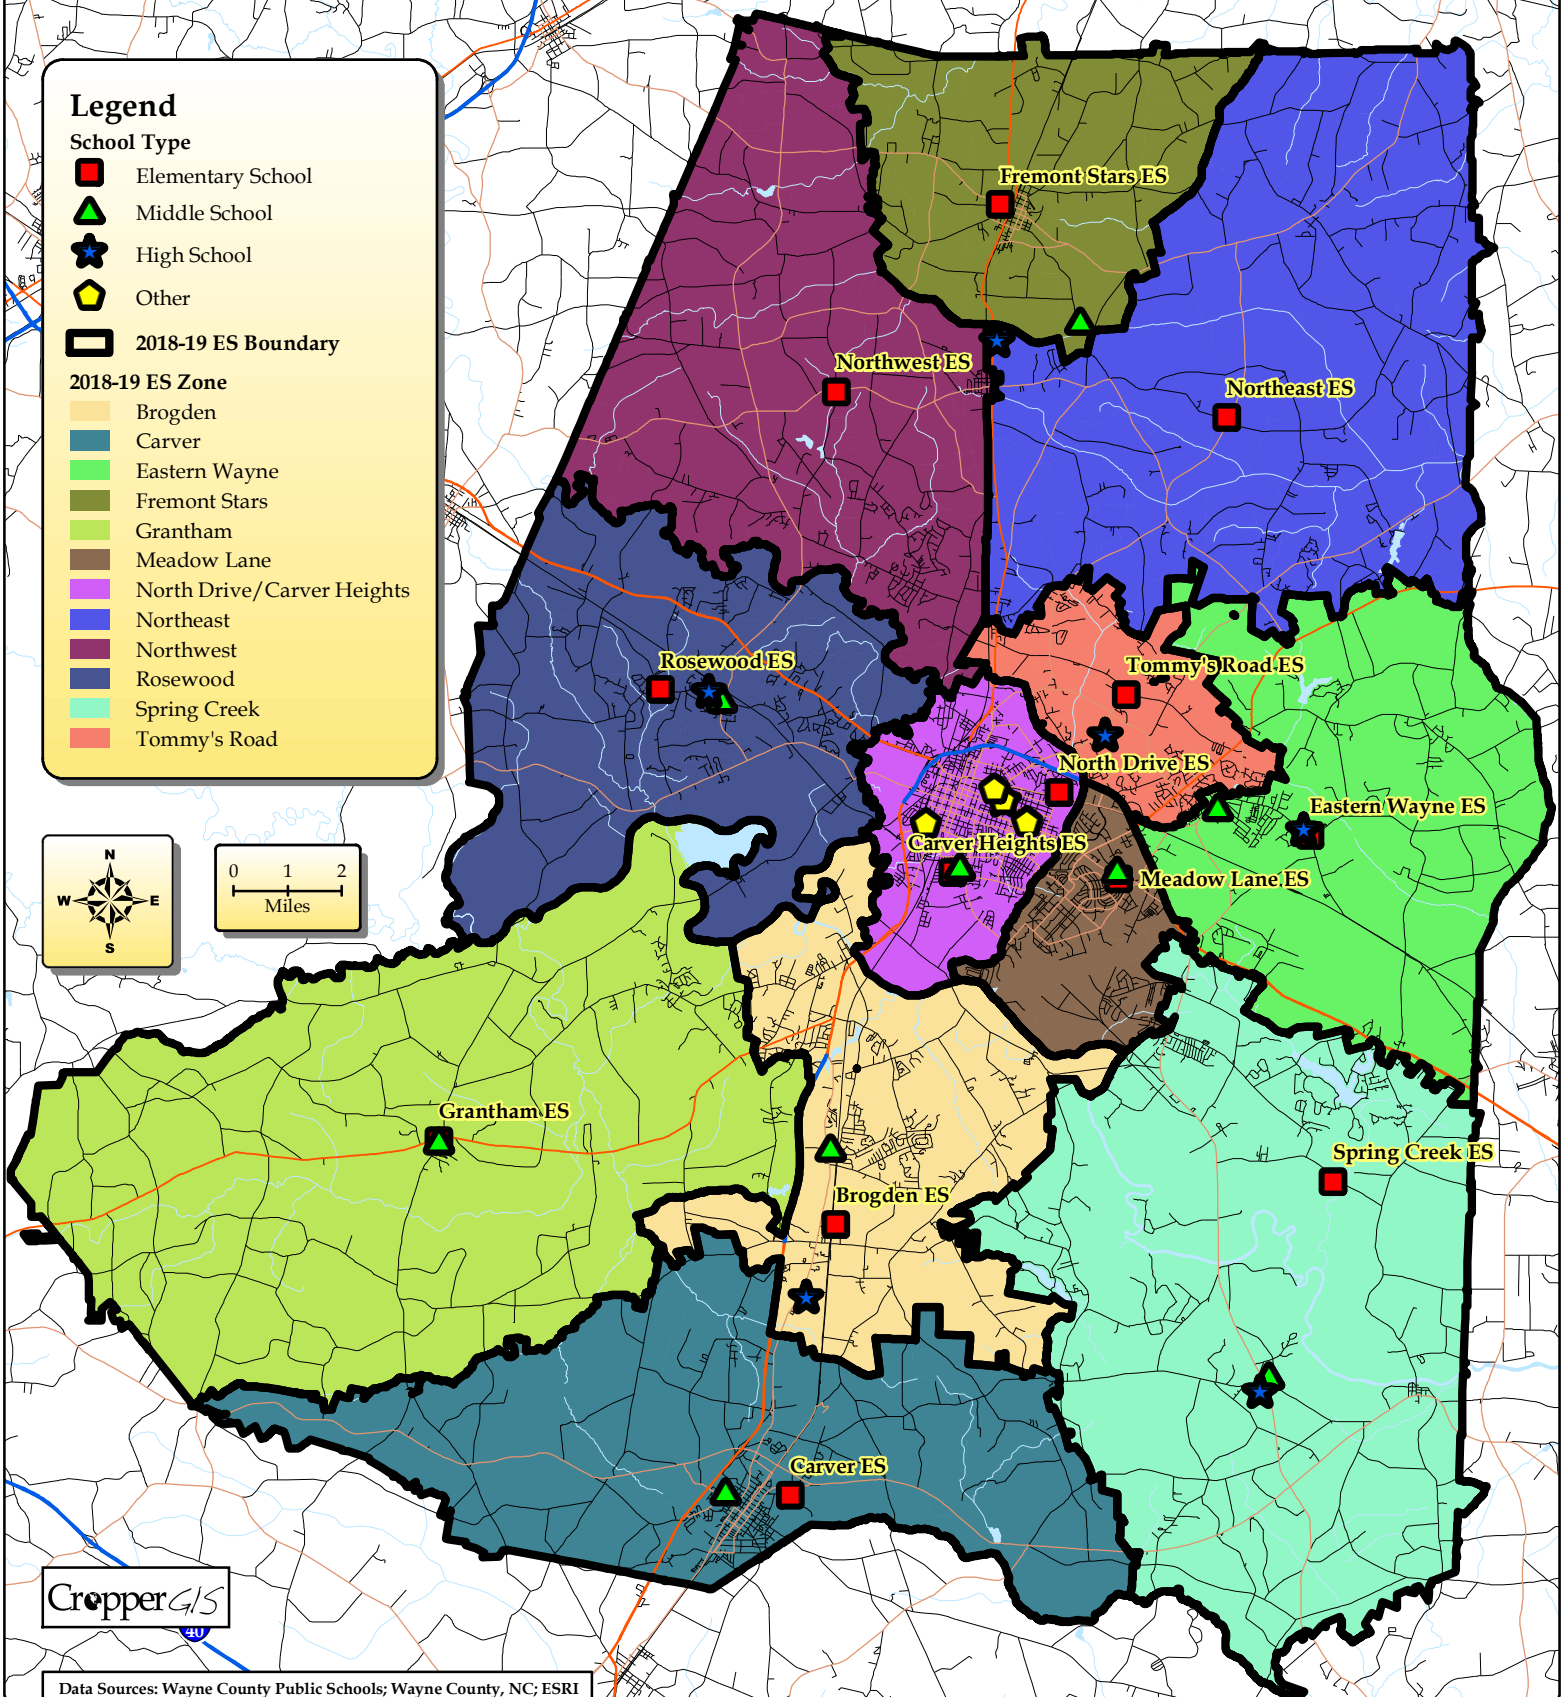 Legend
School Type
Elementary School
Middle School
High School
Other
2018-19 ES Boundary
2018-19 ES Zone
Brogden
Carver
Eastern Wayne
Fremont Stars
Grantham
Meadow Lane
North Drive/Carver Heights
Northeast
Northwest
Rosewood
Spring Creek
Tommy's Road
Fremont Stars ES
Northwest ES
Northeast ES
Rosewood ES
Tommy's Road ES
North Drive ES
Eastern Wayne ES
Carver Heights ES
Meadow Lane ES
N
W E
S
0 1 2
Miles
Grantham ES
Spring Creek ES
Brogden ES
Carver ES
CropperGIS
40
Data Sources: Wayne County Public Schools; Wayne County, NC; ESRI